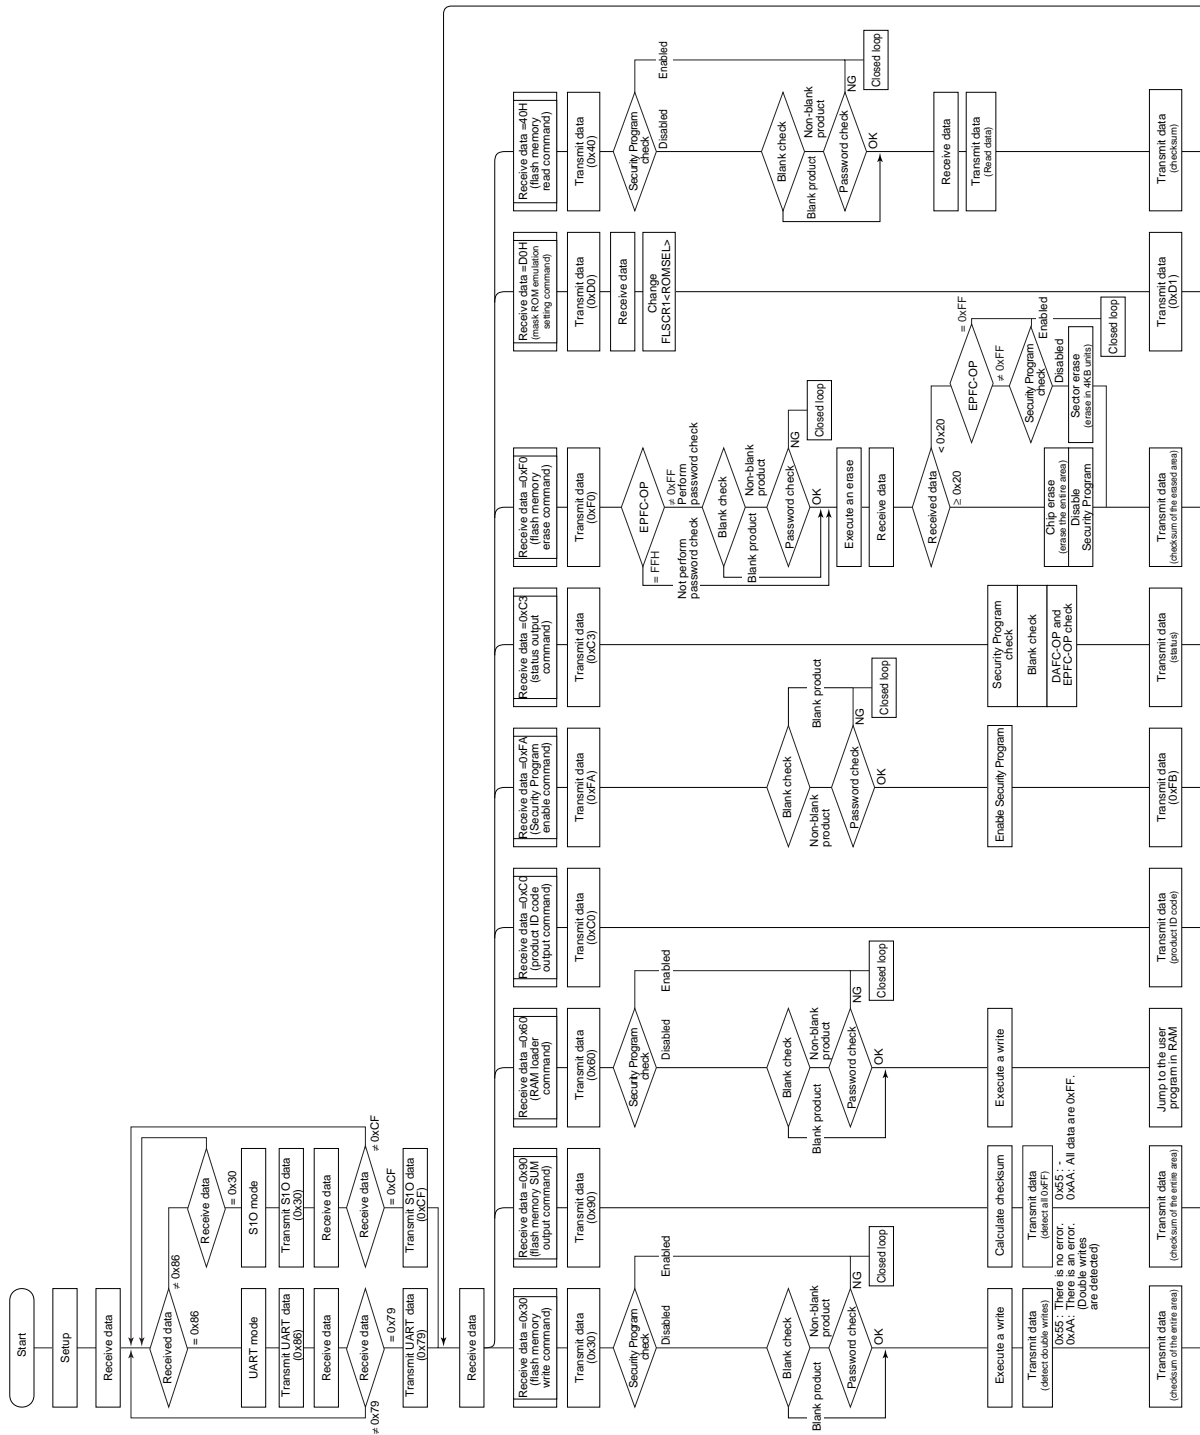 Start
Setup
Receive data
Received data
≠ 0x86
= 0x86
UART mode
Transmit UART data
(0x86)
Receive data
Receive data
≠ 0x79
= 0x79
Transmit UART data
(0x79)
Receive data
= 0x30
S1O mode
Transmit S1O data
(0x30)
Receive data
Receive data
≠ 0xCF
= 0xCF
Transmit S1O data
(0xCF)
Receive data
Receive data =0x30
(flash memory
write command)
Transmit data
(0x30)
Security Program
check
Enabled
Disabled
Blank check
Blank product
Non-blank
product
Password check
NG
OK
Closed loop
Execute a write
Transmit data
(detect double writes)
0x55 : There is no error.
0xAA: There is an error.
(Double writes
are detected)
Transmit data
(checksum of the entire area)
Receive data =0x90
(flash memory SUM
output command)
Transmit data
(0x90)
Calculate checksum
Transmit data
(detect all 0xFF)
0x55 : -
0xAA: All data are 0xFF.
Transmit data
(checksum of the entire area)
Receive data =0x60
(RAM loader
command)
Transmit data
(0x60)
Security Program
check
Enabled
Disabled
Blank check
Blank product
Non-blank
product
Password check
NG
OK
Closed loop
Execute a write
Jump to the user
program in RAM
Receive data =0xC0
(product ID code
output command)
Transmit data
(0xC0)
Transmit data
(product ID code)
Receive data =0xFA
(Security Program
enable command)
Transmit data
(0xFA)
Blank check
Blank product
Non-blank
product
Password check
NG
OK
Closed loop
Enable Security Program
Transmit data
(0xFB)
Receive data =0xC3
(status output
command)
Transmit data
(0xC3)
Security Program
check
Blank check
DAFC-OP and
EPFC-OP check
Transmit data
(status)
Receive data =0xF0
(flash memory
erase command)
Transmit data
(0xF0)
EPFC-OP
= FFH
Not perform
password check
≠ 0xFF
Perform
password check
Blank check
Blank product
Non-blank
product
Password check
NG
OK
Closed loop
Execute an erase
Receive data
Received data
< 0x20
≥ 0x20
EPFC-OP
= 0xFF
≠ 0xFF
Security Program
check
Enabled
Disabled
Closed loop
Chip erase
(erase the entire area)
Disable
Security Program
Sector erase
(erase in 4KB units)
Transmit data
(checksum of the erased area)
Receive data =D0H
(mask ROM emulation
setting command)
Transmit data
(0xD0)
Receive data
Change
FLSCR1<ROMSEL>
Transmit data
(0xD1)
Receive data =40H
(flash memory
read command)
Transmit data
(0x40)
Security Program
check
Enabled
Disabled
Blank check
Blank product
Non-blank
product
Password check
NG
OK
Closed loop
Receive data
Transmit data
(Read data)
Transmit data
(checksum)